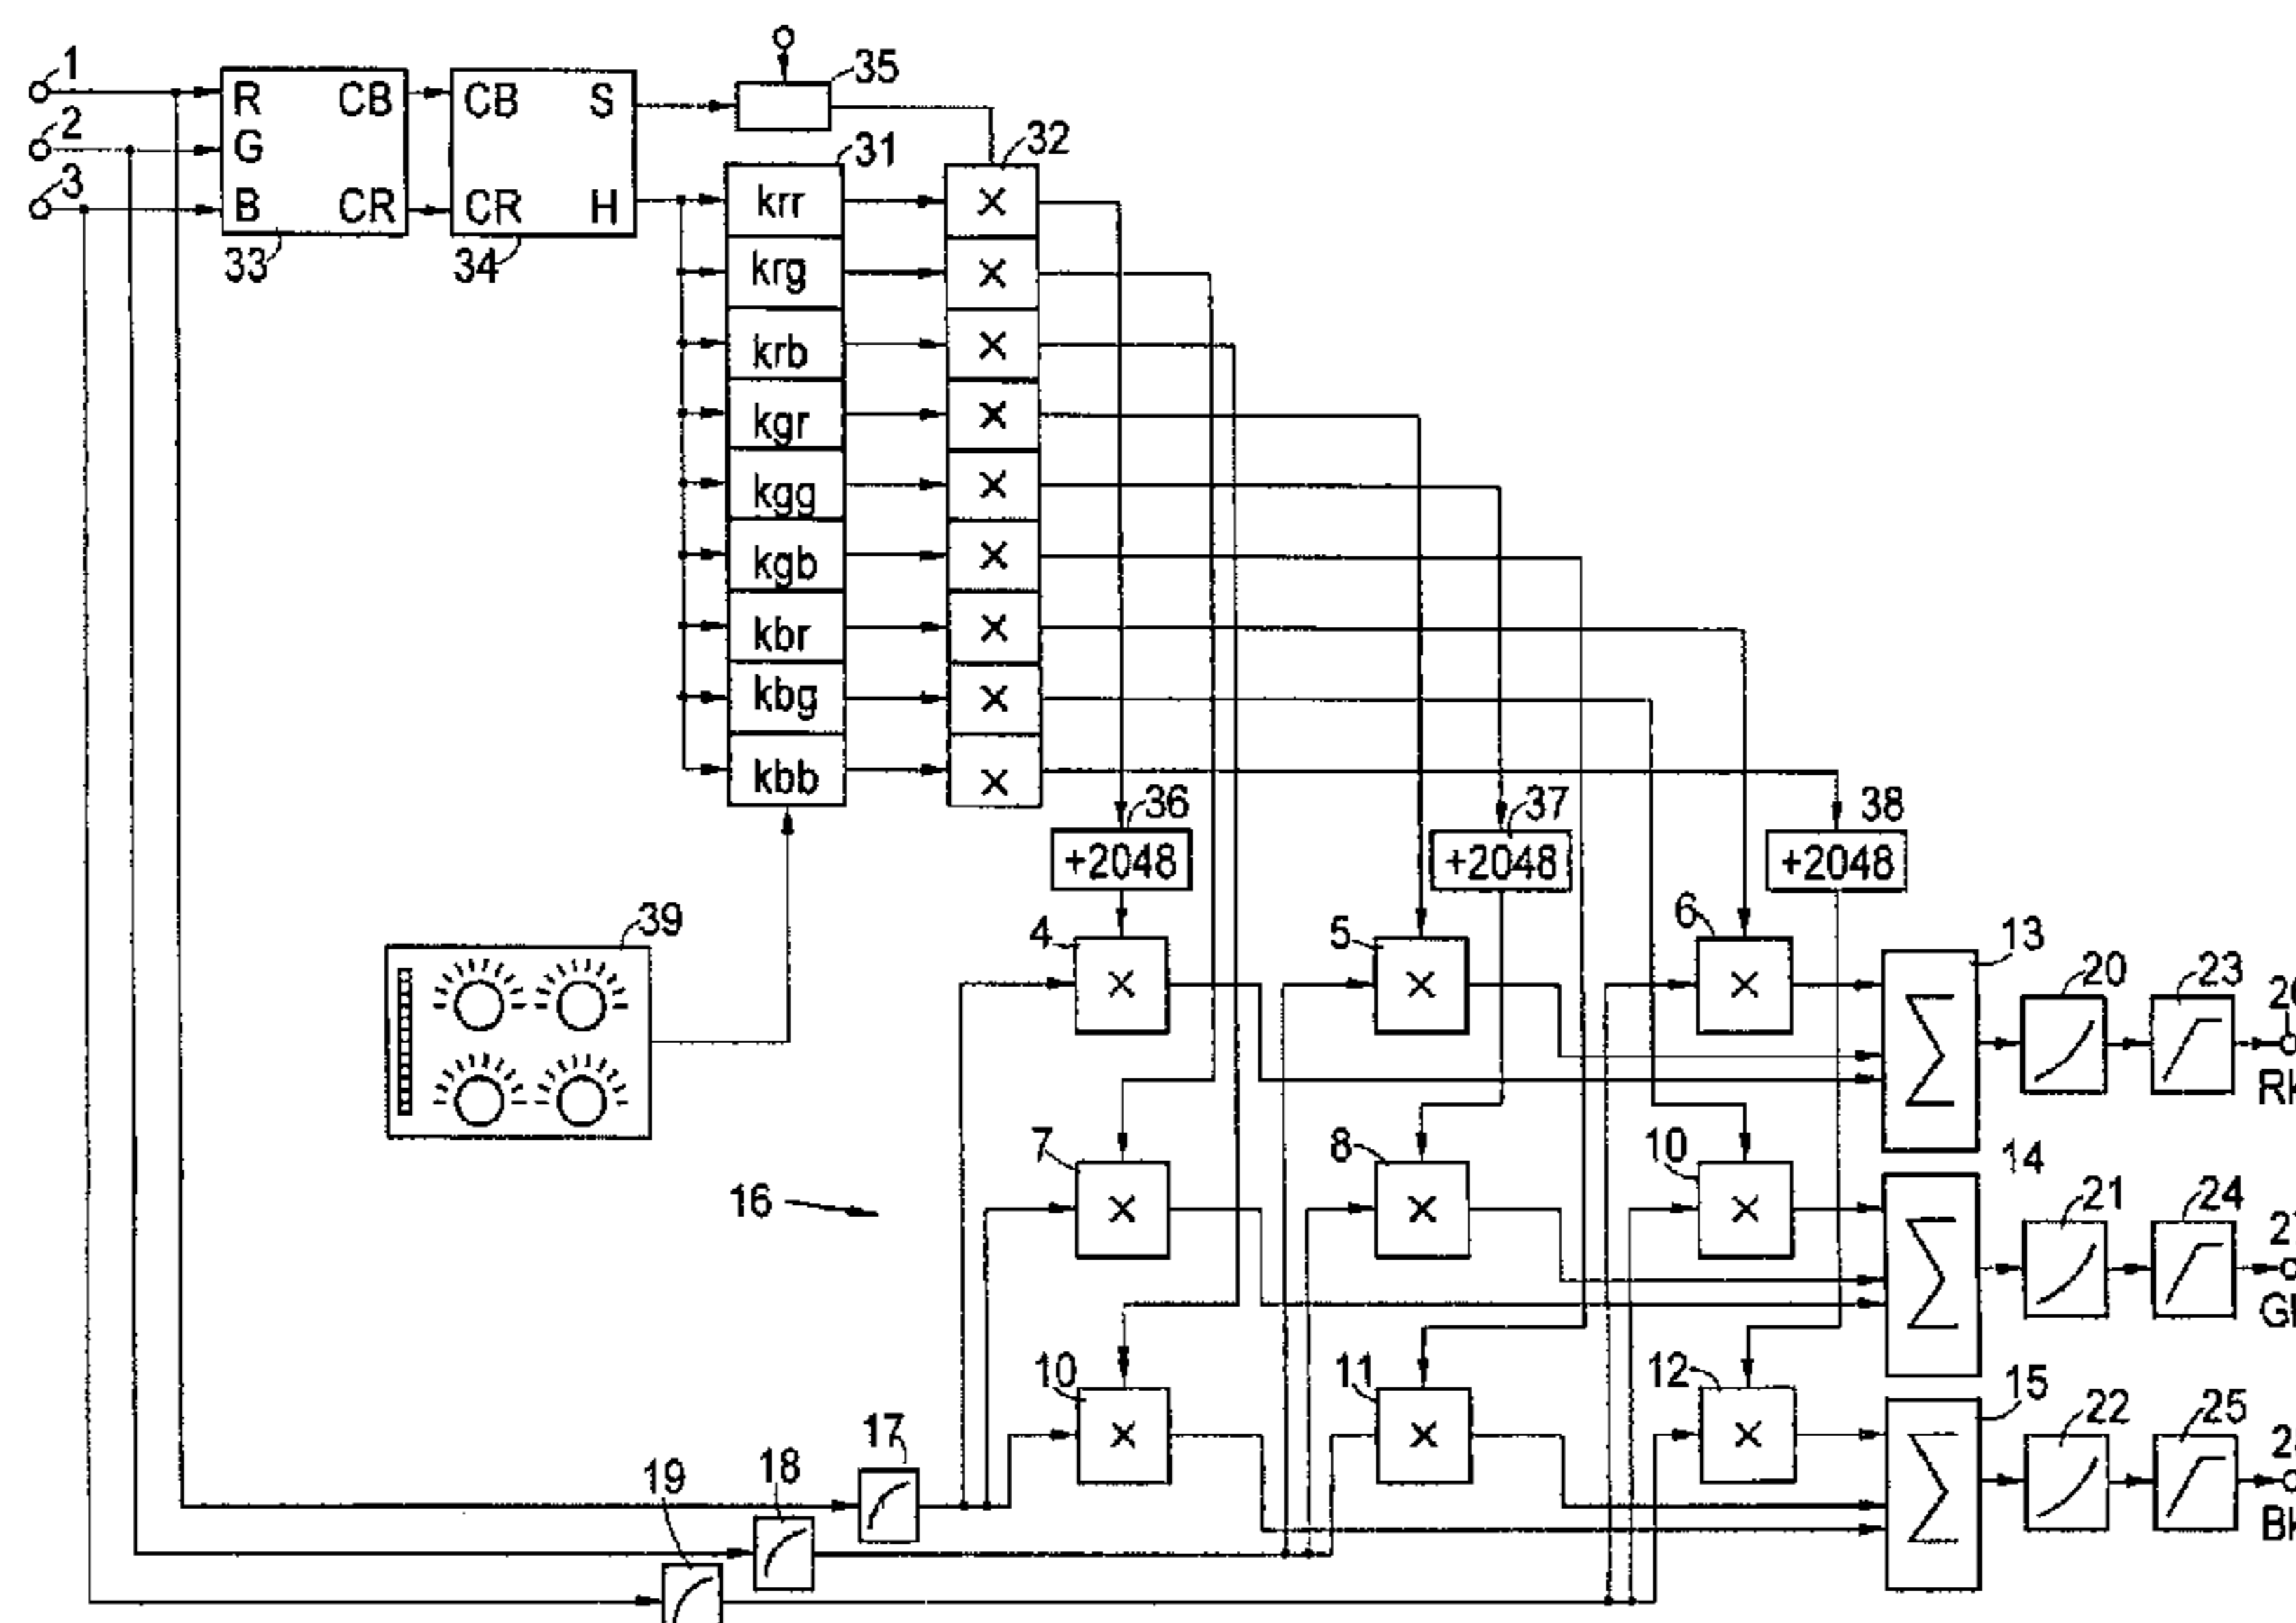 1
2
3
R CB
G
B CR
33
CB S
CR H
34
35
31
32
krr ×
krg ×
krb ×
kgr ×
kgg ×
kgb ×
kbr ×
kbg ×
kbb ×
36
+2048
37
+2048
38
+2048
39
4 × 5 × 6 ×
13
Σ
20
23
7 × 8 × 10 ×
14
Σ
21
24
16
10 × 11 × 12 ×
15
Σ
22
25
17
18
19